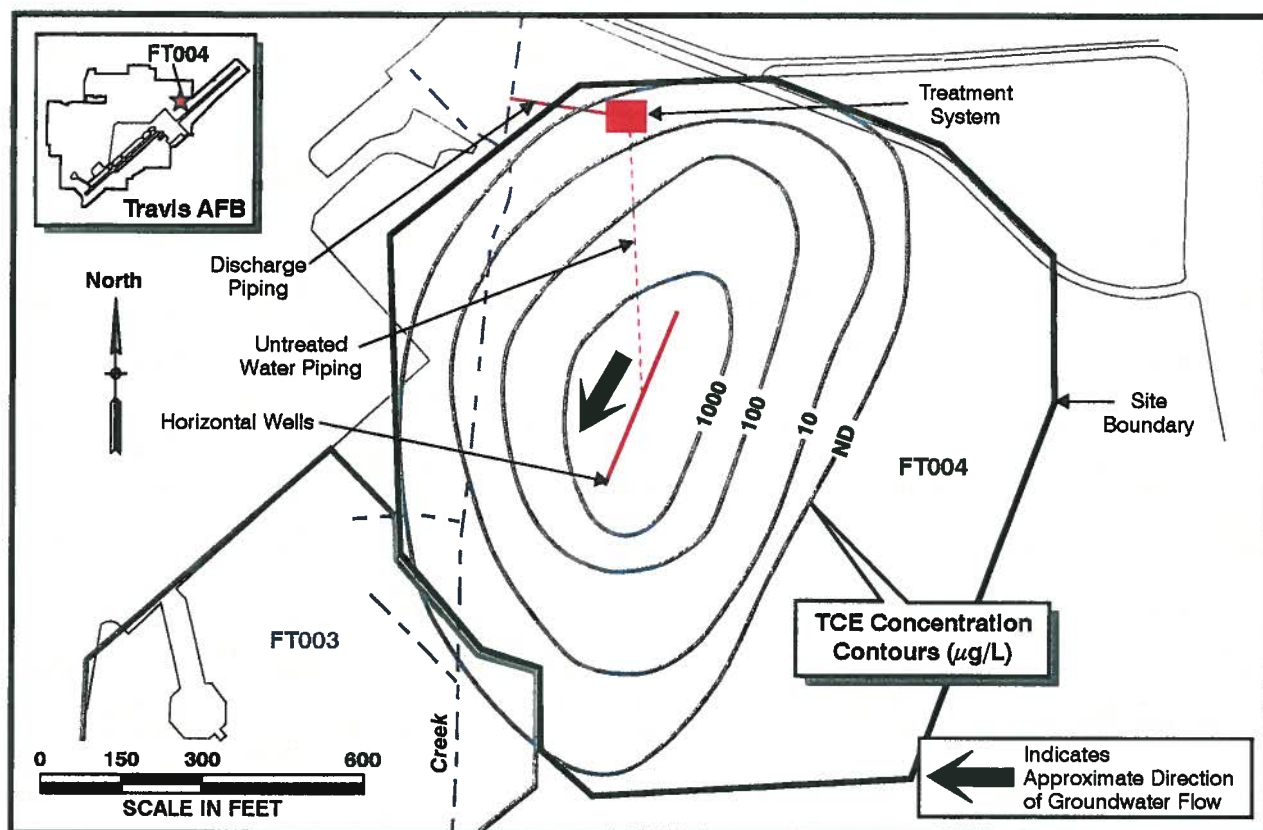 FT004
Travis AFB
Treatment
System
Discharge
Piping
North
Untreated
Water Piping
Horizontal Wells
1000
100
10
ND
Site
Boundary
FT004
TCE Concentration
Contours (μg/L)
FT003
Creek
0 150 300 600
SCALE IN FEET
Indicates
Approximate Direction
of Groundwater Flow